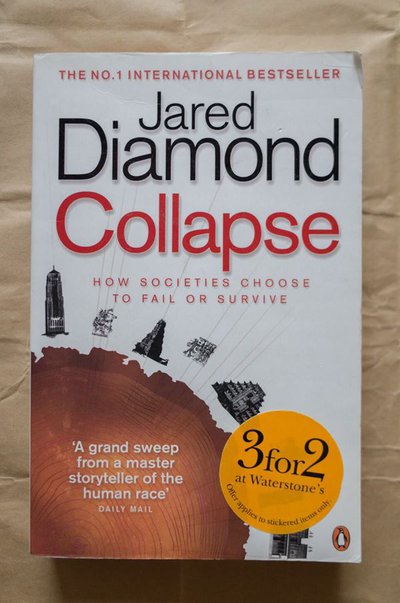 THE NO.1 INTERNATIONAL BESTSELLER
Jared
Diamond
Collapse
HOW SOCIETIES CHOOSE
TO FAIL OR SURVIVE
'A grand sweep
from a master
storyteller of the
human race'
DAILY MAIL
3 for 2
at Waterstone's
Offer applies to stickered items only.